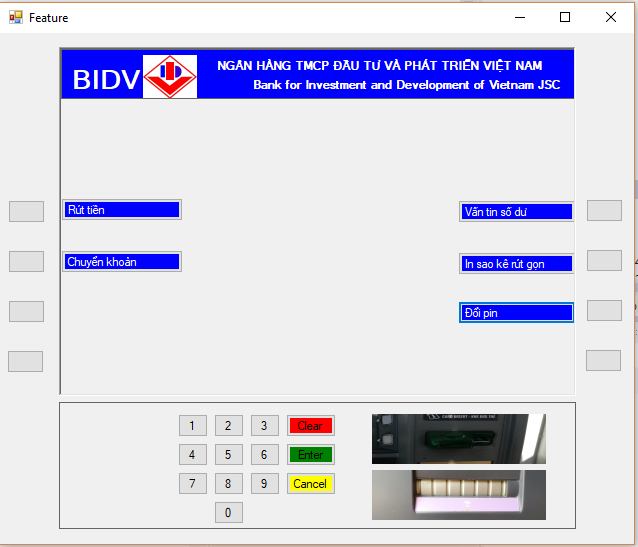 Feature
BIDV
NGÂN HÀNG TMCP ĐẦU TƯ VÀ PHÁT TRIỂN VIỆT NAM
Bank for Investment and Development of Vietnam JSC
Rút tiền
Vấn tin số dư
Chuyển khoản
In sao kê rút gọn
Đổi pin
1 2 3 Clear
4 5 6 Enter
7 8 9 Cancel
0